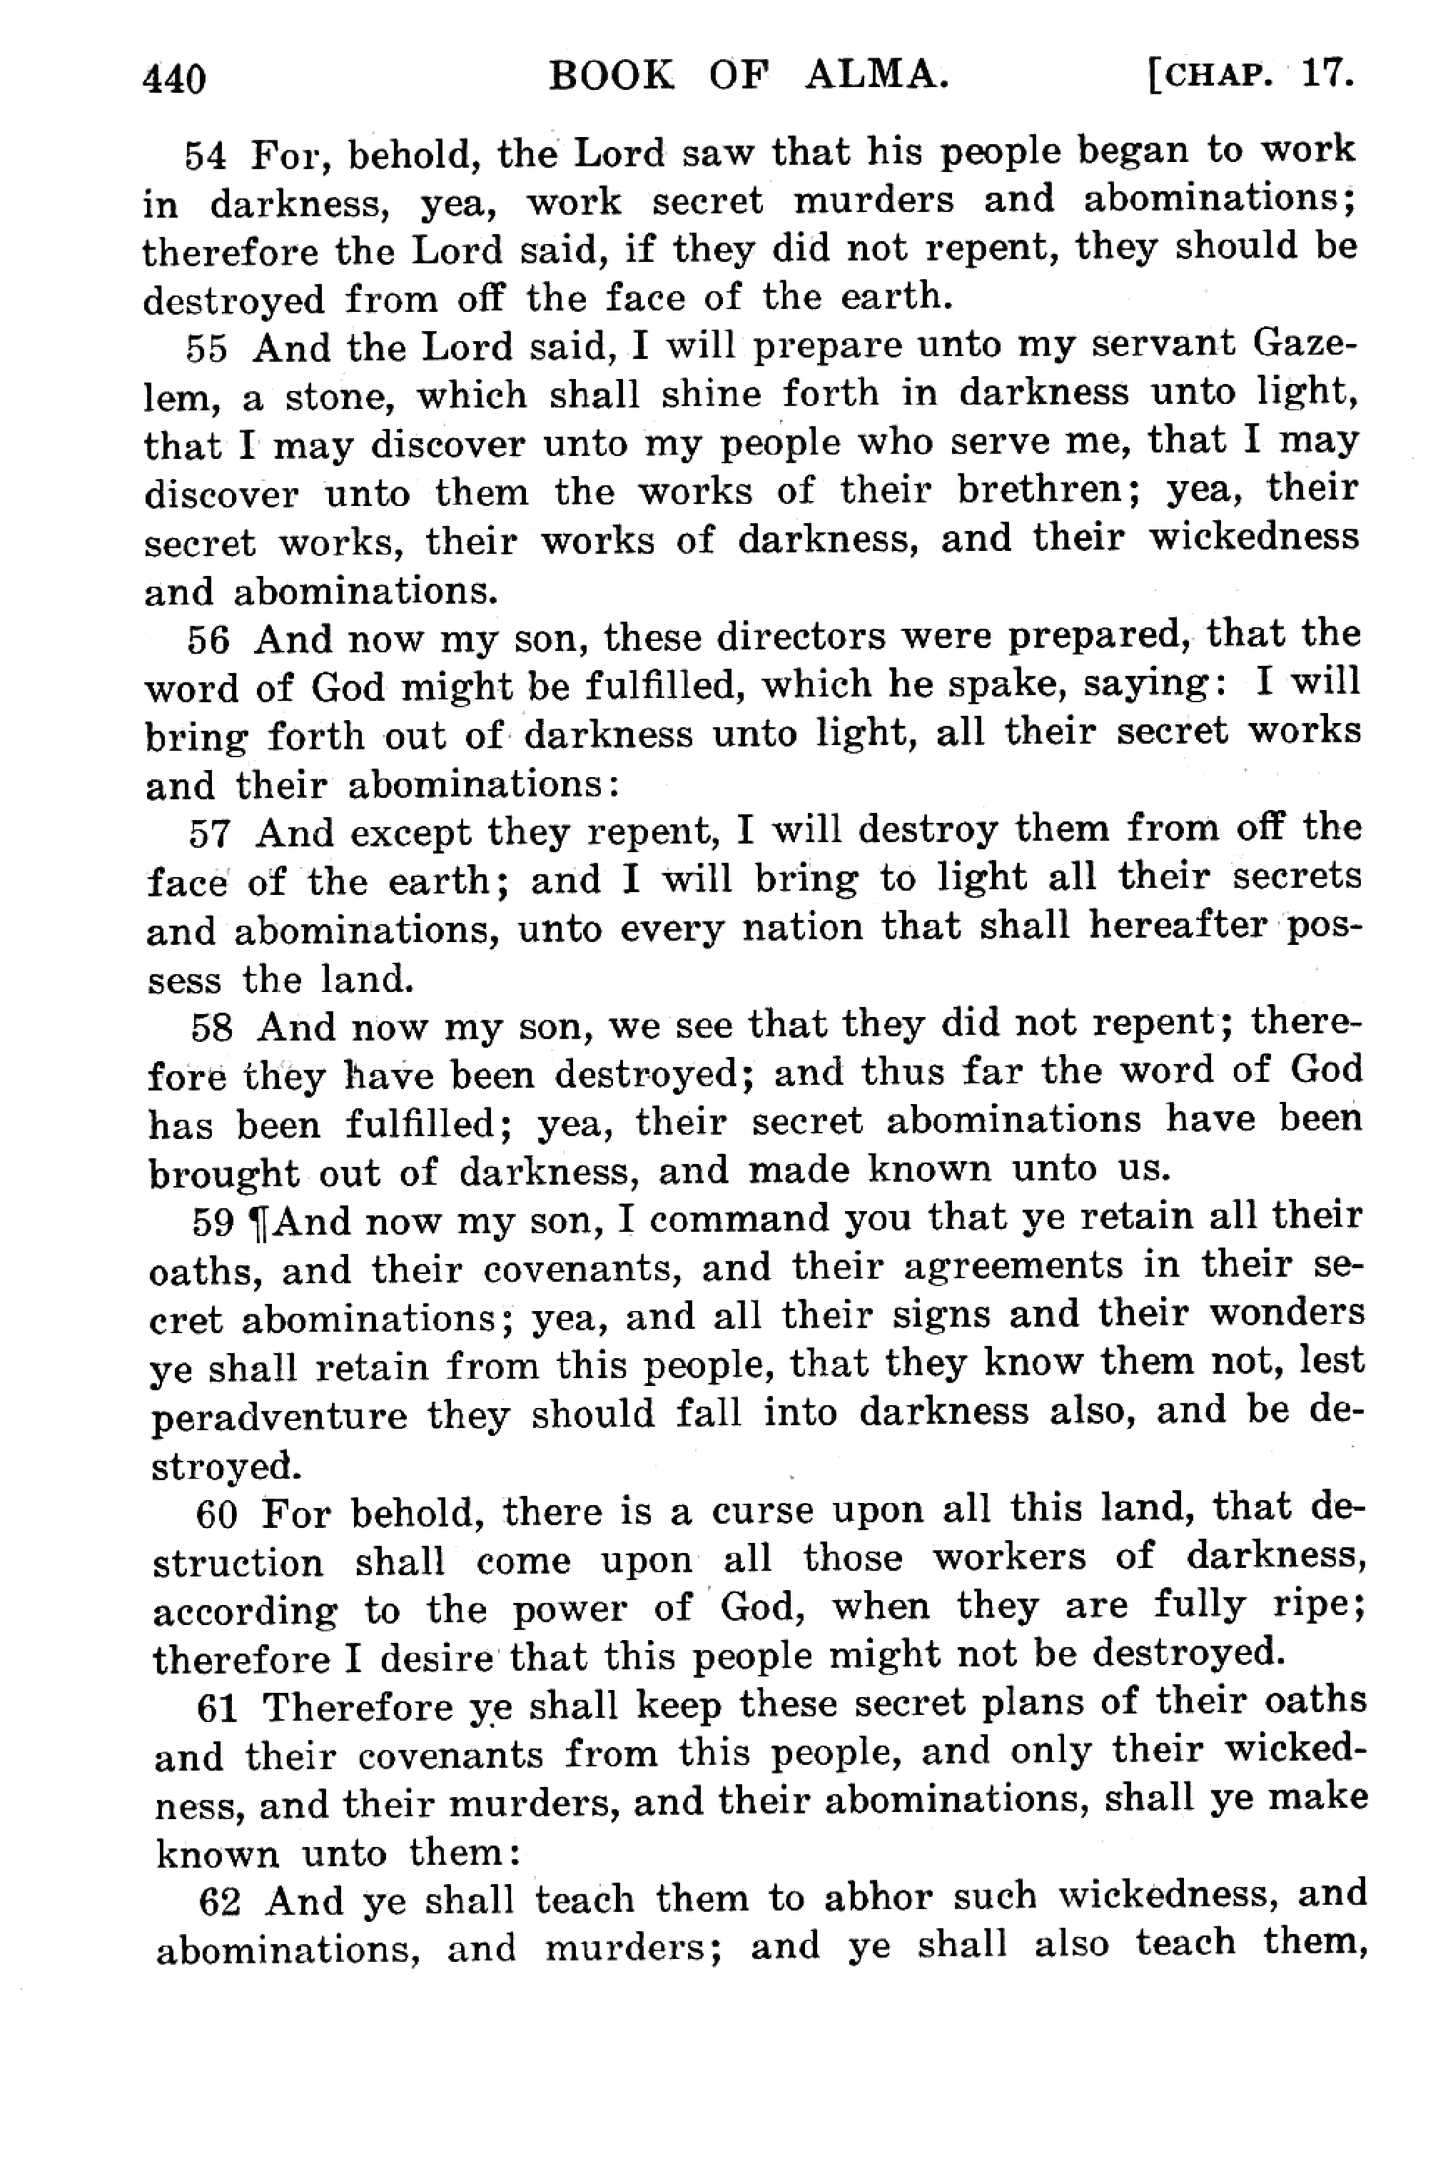 440 BOOK OF ALMA. [CHAP. 17.
54 For, behold, the Lord saw that his people began to work
in darkness, yea, work secret murders and abominations;
therefore the Lord said, if they did not repent, they should be
destroyed from off the face of the earth.
55 And the Lord said, I will prepare unto my servant Gaze-
lem, a stone, which shall shine forth in darkness unto light,
that I may discover unto my people who serve me, that I may
discover unto them the works of their brethren; yea, their
secret works, their works of darkness, and their wickedness
and abominations.
56 And now my son, these directors were prepared, that the
word of God might be fulfilled, which he spake, saying: I will
bring forth out of darkness unto light, all their secret works
and their abominations:
57 And except they repent, I will destroy them from off the
face of the earth; and I will bring to light all their secrets
and abominations, unto every nation that shall hereafter pos-
sess the land.
58 And now my son, we see that they did not repent; there-
fore they have been destroyed; and thus far the word of God
has been fulfilled; yea, their secret abominations have been
brought out of darkness, and made known unto us.
59 ¶And now my son, I command you that ye retain all their
oaths, and their covenants, and their agreements in their se-
cret abominations; yea, and all their signs and their wonders
ye shall retain from this people, that they know them not, lest
peradventure they should fall into darkness also, and be de-
stroyed.
60 For behold, there is a curse upon all this land, that de-
struction shall come upon all those workers of darkness,
according to the power of God, when they are fully ripe;
therefore I desire that this people might not be destroyed.
61 Therefore ye shall keep these secret plans of their oaths
and their covenants from this people, and only their wicked-
ness, and their murders, and their abominations, shall ye make
known unto them:
62 And ye shall teach them to abhor such wickedness, and
abominations, and murders; and ye shall also teach them,